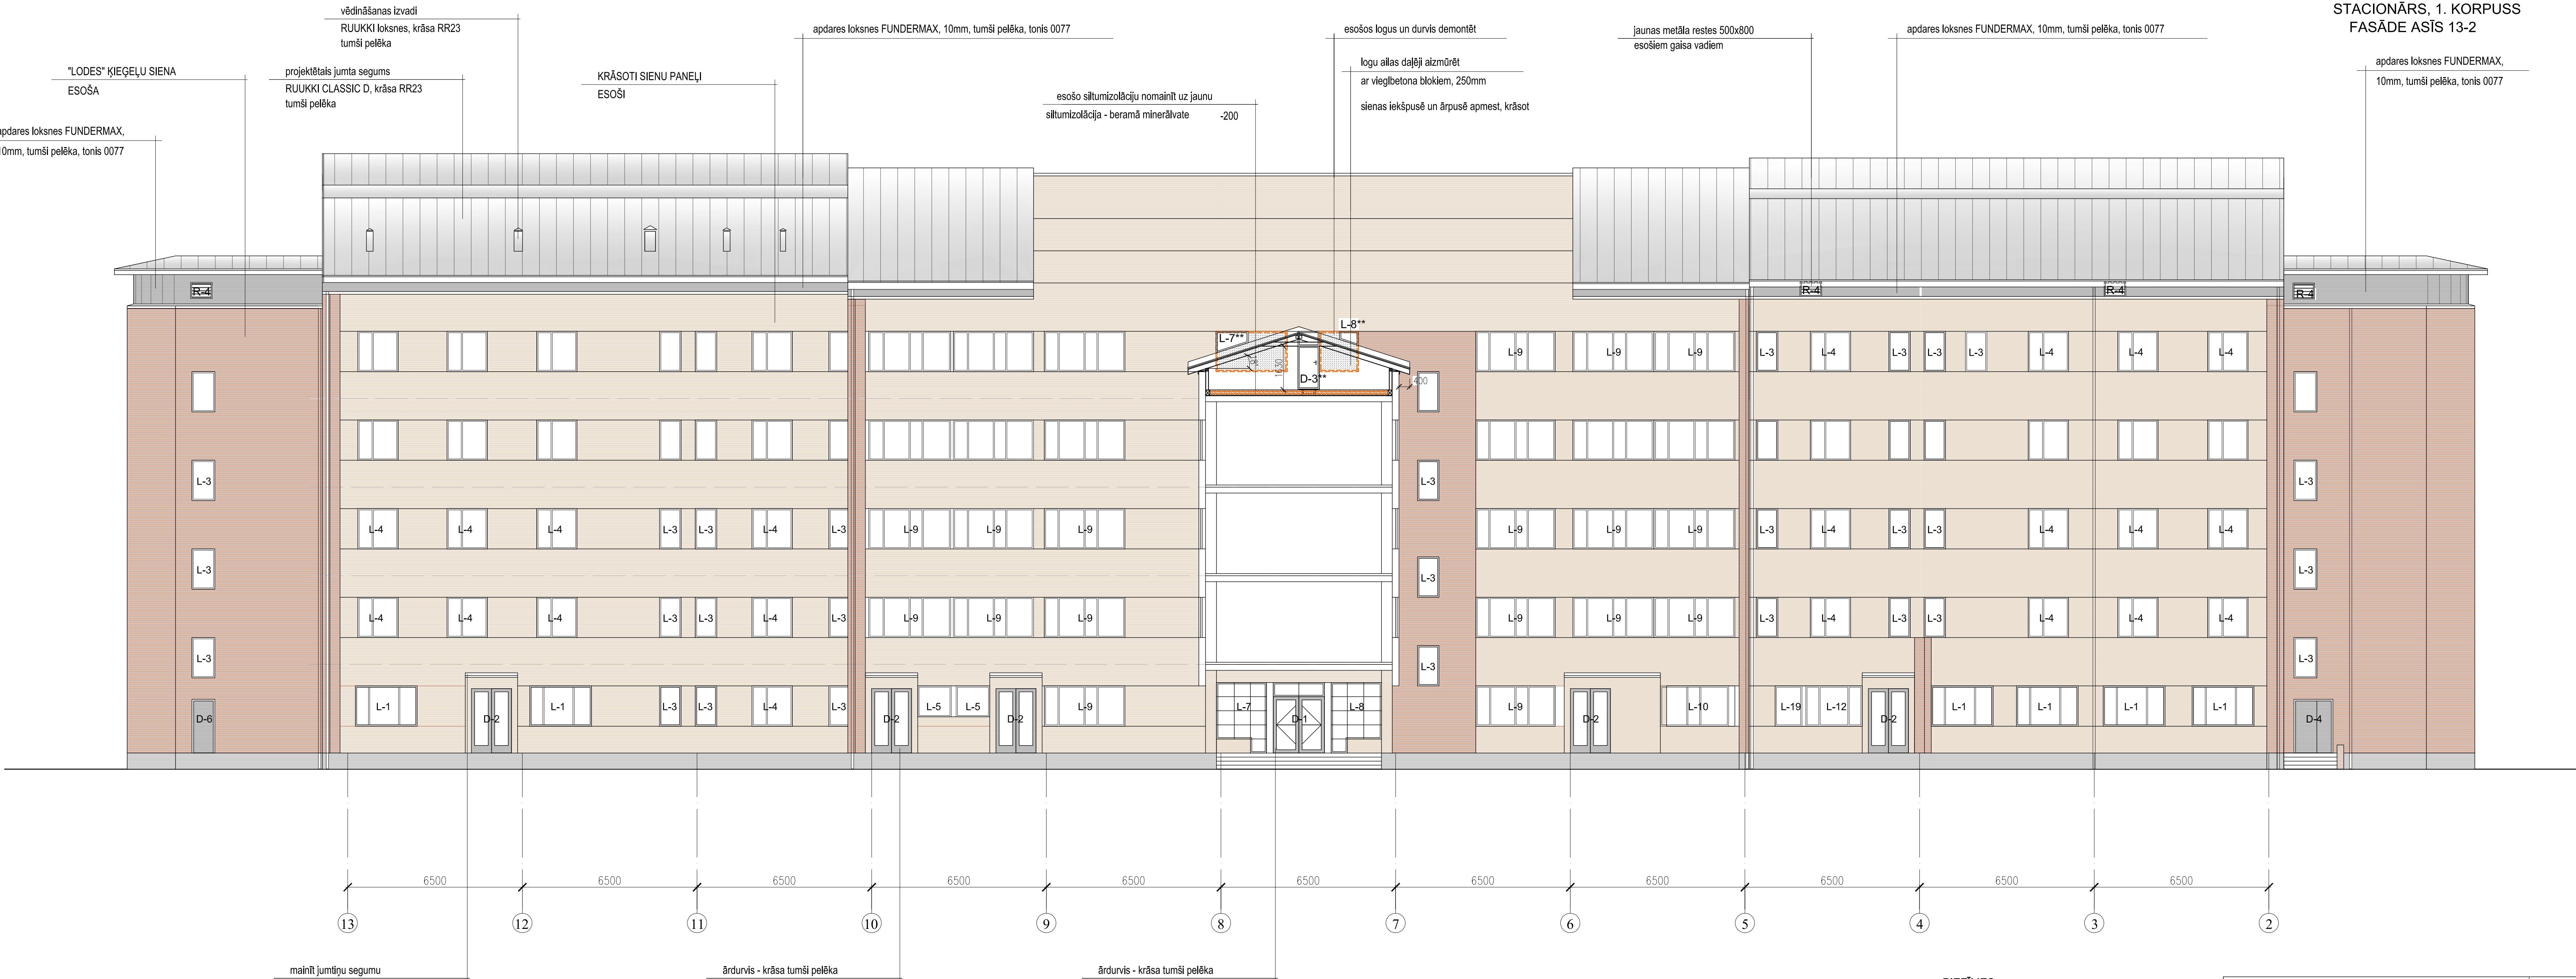 STACIONĀRS, 1. KORPUSS
FASĀDE ASĪS 13-2
vēdināšanas izvadi
RUUKKI loksnes, krāsa RR23
tumši pelēka
apdares loksnes FUNDERMAX, 10mm, tumši pelēka, tonis 0077
esošos logus un durvis demontēt
jaunas metāla restes 500x800
esošiem gaisa vadiem
apdares loksnes FUNDERMAX, 10mm, tumši pelēka, tonis 0077
"LODES" ĶIEĢEĻU SIENA
ESOŠA
projektētais jumta segums
RUUKKI CLASSIC D, krāsa RR23
tumši pelēka
KRĀSOTI SIENU PANEĻI
ESOŠI
logu ailas daļēji aizmūrēt
ar vieglbetona blokiem, 250mm
sienas iekšpusē un ārpusē apmest, krāsot
apdares loksnes FUNDERMAX,
10mm, tumši pelēka, tonis 0077
esošo siltumizolāciju nomainīt uz jaunu
siltumizolācija - beramā minerālvate -200
apdares loksnes FUNDERMAX,
10mm, tumši pelēka, tonis 0077
R-4 R-4 R-4 R-4
L-7** L-8**
D-3** 1630 400
L-9 L-9 L-9 L-3 L-4 L-3 L-3 L-3 L-4 L-4 L-4
L-3 L-3 L-3
L-4 L-4 L-4 L-3 L-3 L-4 L-3 L-9 L-9 L-9 L-9 L-9 L-9 L-3 L-4 L-3 L-3 L-4 L-4 L-4
L-3 L-3 L-3
L-4 L-4 L-4 L-3 L-3 L-4 L-3 L-9 L-9 L-9 L-9 L-9 L-9 L-3 L-4 L-3 L-3 L-4 L-4 L-4
L-3 L-3 L-3
D-6 L-1 D-2 L-1 L-3 L-3 L-4 L-3 D-2 L-5 L-5 D-2 L-9 L-7 D-1 L-8 L-9 D-2 L-10 L-19 L-12 D-2 L-1 L-1 L-1 L-1 D-4
6500 6500 6500 6500 6500 6500 6500 6500 6500 6500 6500
13 12 11 10 9 8 7 6 5 4 3 2
mainīt jumtiņu segumu
ārdurvis - krāsa tumši pelēka
ārdurvis - krāsa tumši pelēka